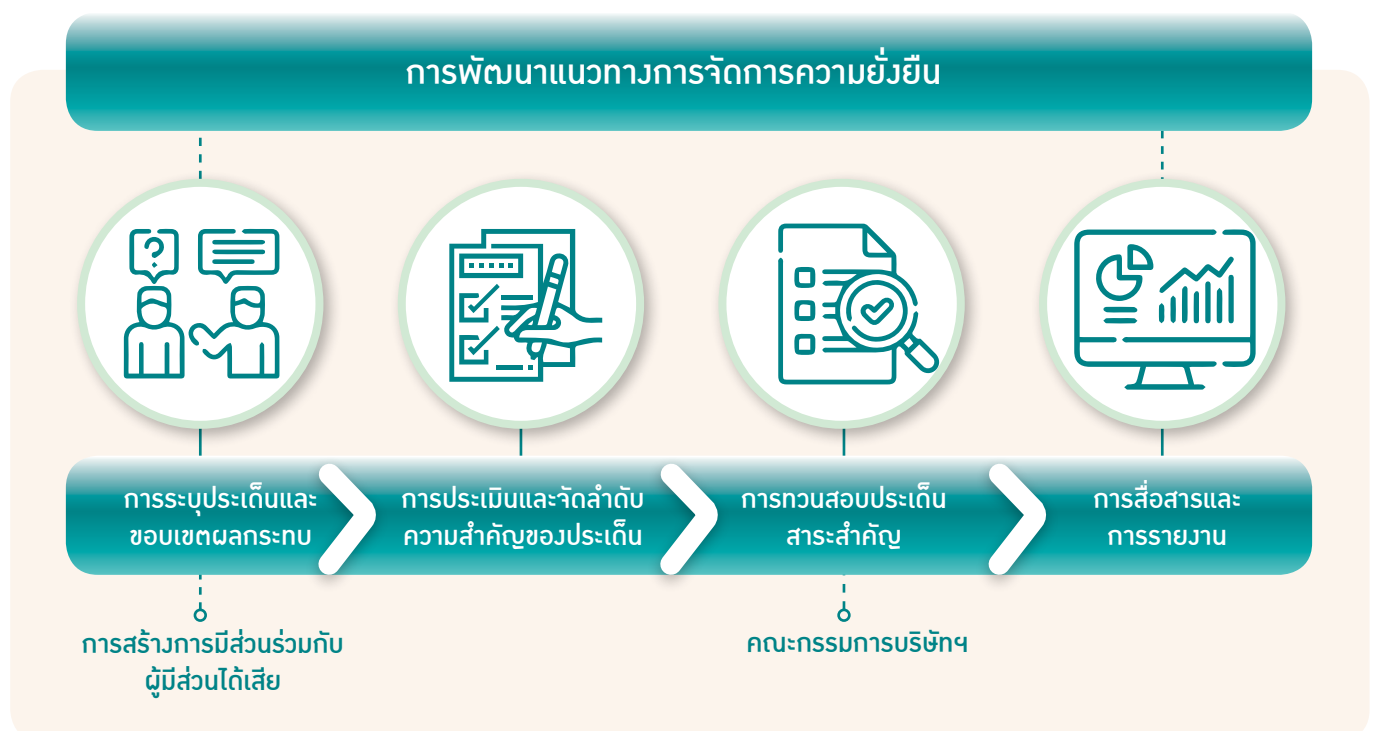 การพัฒนาแนวทางการจัดการความยั่งยืน
?
การระบุประเด็นและ
ขอบเขตผลกระทบ
การประเมินและจัดลำดับ
ความสำคัญของประเด็น
การทวนสอบประเด็น
สาระสำคัญ
การสื่อสารและ
การรายงาน
การสร้างการมีส่วนร่วมกับ
ผู้มีส่วนได้เสีย
คณะกรรมการบริษัทฯ